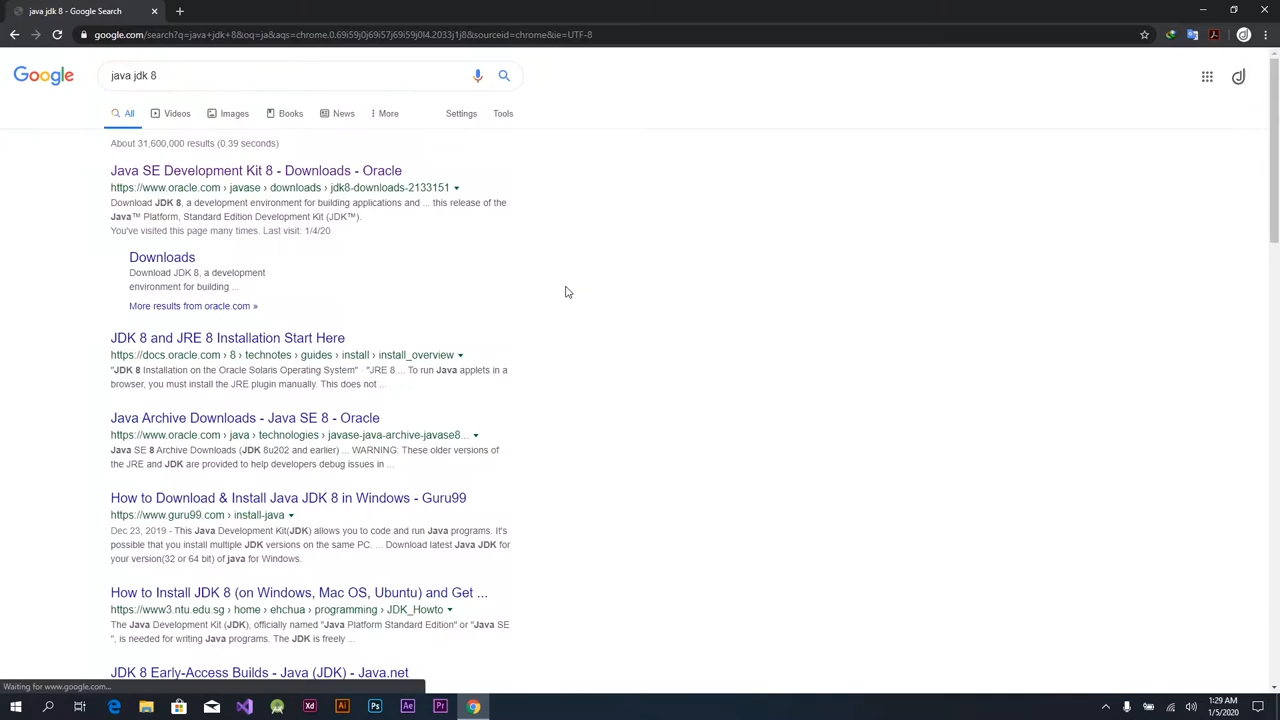 java jdk 8 -
google.com/search?q=java+jdk+8&oq=ja&aqs=chrome.0.69i59j0j69i57j69i59j0l4.2033j1j8&sourceid=chrome&ie=UTF-8
Google
java jdk 8
All
Videos
Images
Books
News
More
Settings
Tools
About 31,600,000 results (0.39 seconds)
Java SE Development Kit 8 - Downloads - Oracle
https://www.oracle.com › javase › downloads › jdk8-downloads-2133151
Download JDK 8, a development environment for building applications and ... this release of the
Java™ Platform, Standard Edition Development Kit (JDK™).
You've visited this page many times. Last visit: 1/4/20
Downloads
Download JDK 8, a development
environment for building ...
More results from oracle.com »
JDK 8 and JRE 8 Installation Start Here
https://docs.oracle.com › 8 › technotes › guides › install › install_overview
"JDK 8 Installation on the Oracle Solaris Operating System" · "JRE 8 ... To run Java applets in a
browser, you must install the JRE plugin manually. This does not ...
Java Archive Downloads - Java SE 8 - Oracle
https://www.oracle.com › java › technologies › javase-java-archive-javase8...
Java SE 8 Archive Downloads (JDK 8u202 and earlier) ... WARNING: These older versions of
the JRE and JDK are provided to help developers debug issues in ...
How to Download & Install Java JDK 8 in Windows - Guru99
https://www.guru99.com › install-java
Dec 23, 2019 - This Java Development Kit(JDK) allows you to code and run Java programs. It's
possible that you install multiple JDK versions on the same PC. ... Download latest Java JDK for
your version(32 or 64 bit) of java for Windows.
How to Install JDK 8 (on Windows, Mac OS, Ubuntu) and Get ...
https://www3.ntu.edu.sg › home › ehchua › programming › JDK_Howto
The Java Development Kit (JDK), officially named "Java Platform Standard Edition" or "Java SE
", is needed for writing Java programs. The JDK is freely ...
JDK 8 Early-Access Builds - Java (JDK) - Java.net
Waiting for www.google.com...
Xd
Ai
Ps
Ae
Pr
1:29 AM
1/5/2020